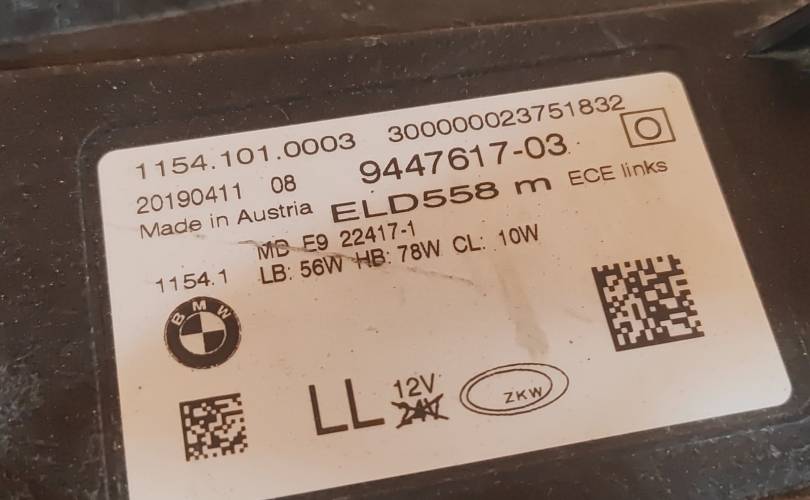 1154.101.0003 300000023751832
20190411 08 9447617-03
Made in Austria ELD558 m ECE links
MD E9 22417-1
1154.1 LB: 56W HB: 78W CL: 10W
BMW
LL 12V
24V
ZKW